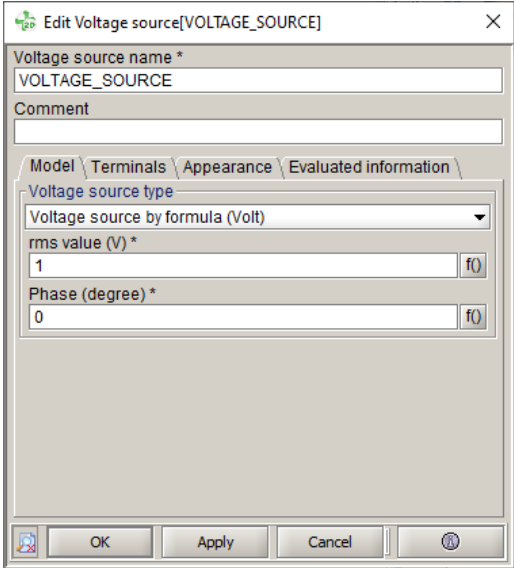 Edit Voltage source[VOLTAGE_SOURCE]
Voltage source name *
VOLTAGE_SOURCE
Comment
Model Terminals Appearance Evaluated information
Voltage source type
Voltage source by formula (Volt)
rms value (V) *
1 f()
Phase (degree) *
0 f()
OK Apply Cancel